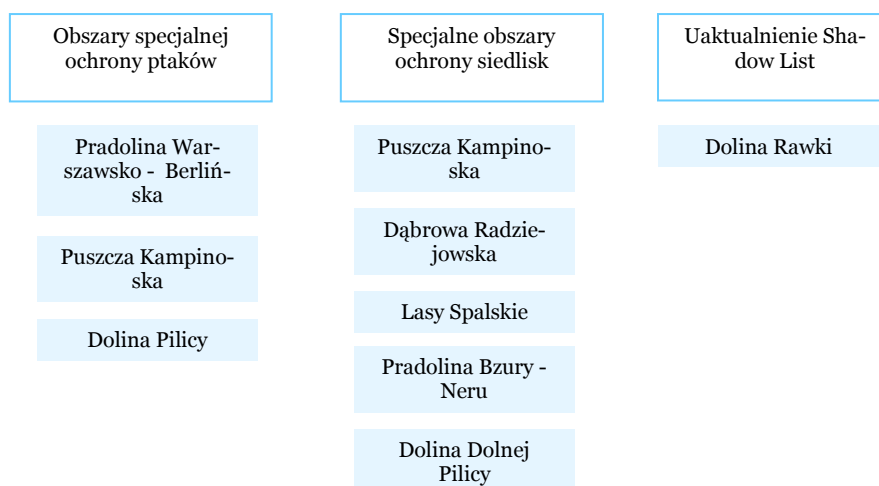 Obszary specjalnej
ochrony ptaków
Pradolina War-
szawsko - Berliń-
ska
Puszcza Kampino-
ska
Dolina Pilicy
Specjalne obszary
ochrony siedlisk
Puszcza Kampino-
ska
Dąbrowa Radzie-
jowska
Lasy Spalskie
Pradolina Bzury -
Neru
Dolina Dolnej
Pilicy
Uaktualnienie Sha-
dow List
Dolina Rawki